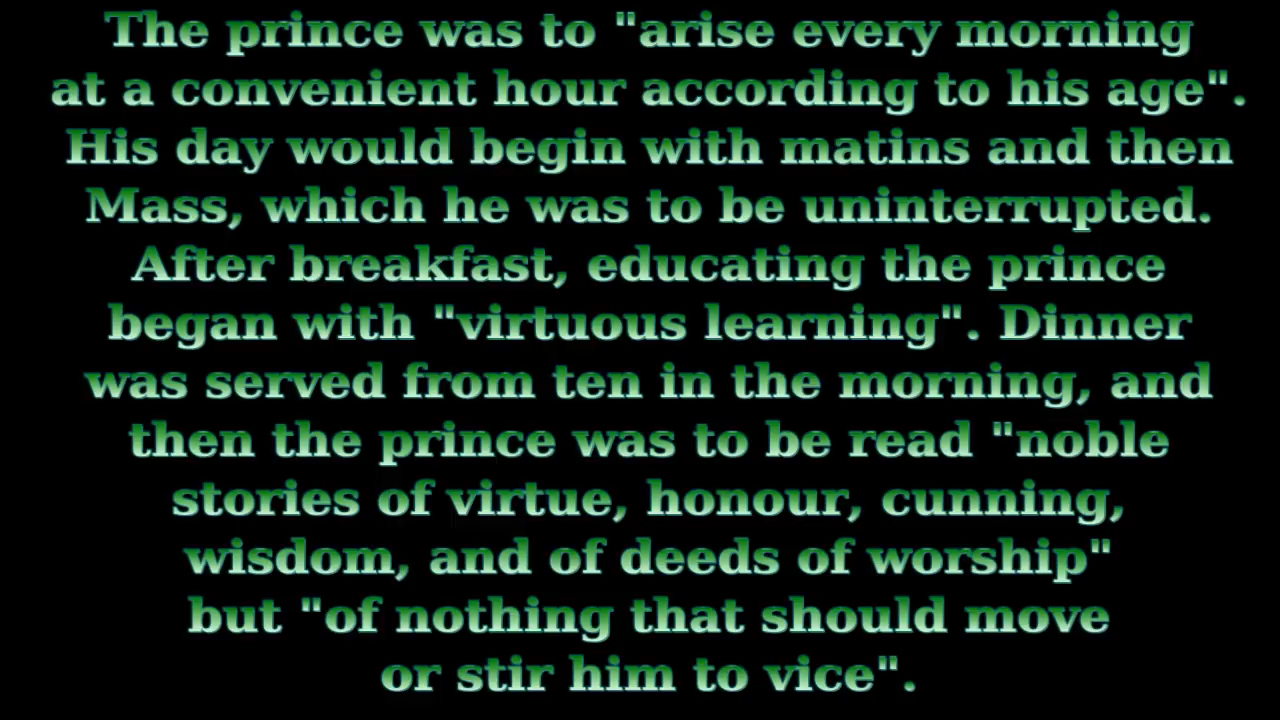 The prince was to "arise every morning
at a convenient hour according to his age".
His day would begin with matins and then
Mass, which he was to be uninterrupted.
After breakfast, educating the prince
began with "virtuous learning". Dinner
was served from ten in the morning, and
then the prince was to be read "noble
stories of virtue, honour, cunning,
wisdom, and of deeds of worship"
but "of nothing that should move
or stir him to vice".